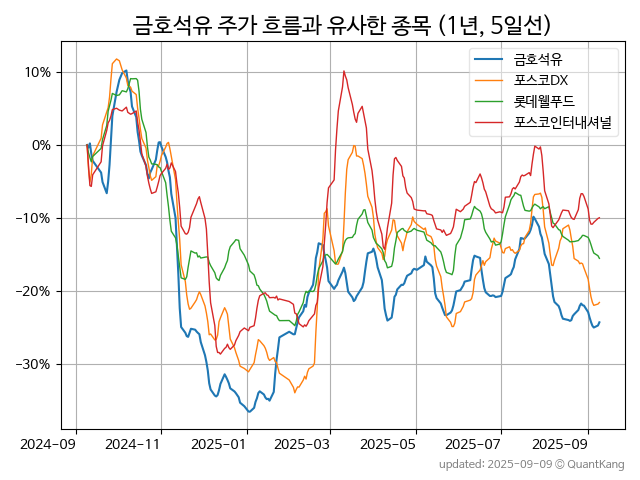 금호석유 주가 흐름과 유사한 종목 (1년, 5일선)
금호석유
포스코DX
롯데웰푸드
포스코인터내셔널
10%
0%
−10%
−20%
−30%
2024-09 2024-11 2025-01 2025-03 2025-05 2025-07 2025-09
updated: 2025-09-09 ⓒ QuantKang